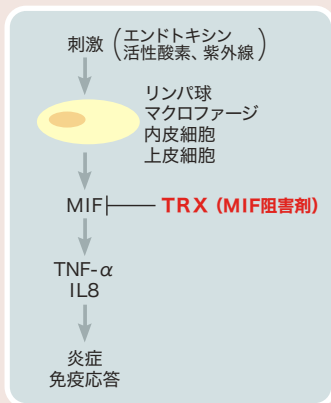 刺激（エンドトキシン
活性酸素、紫外線）
リンパ球
マクロファージ
内皮細胞
上皮細胞
MIF
TRX（MIF阻害剤）
TNF-α
IL8
炎症
免疫応答